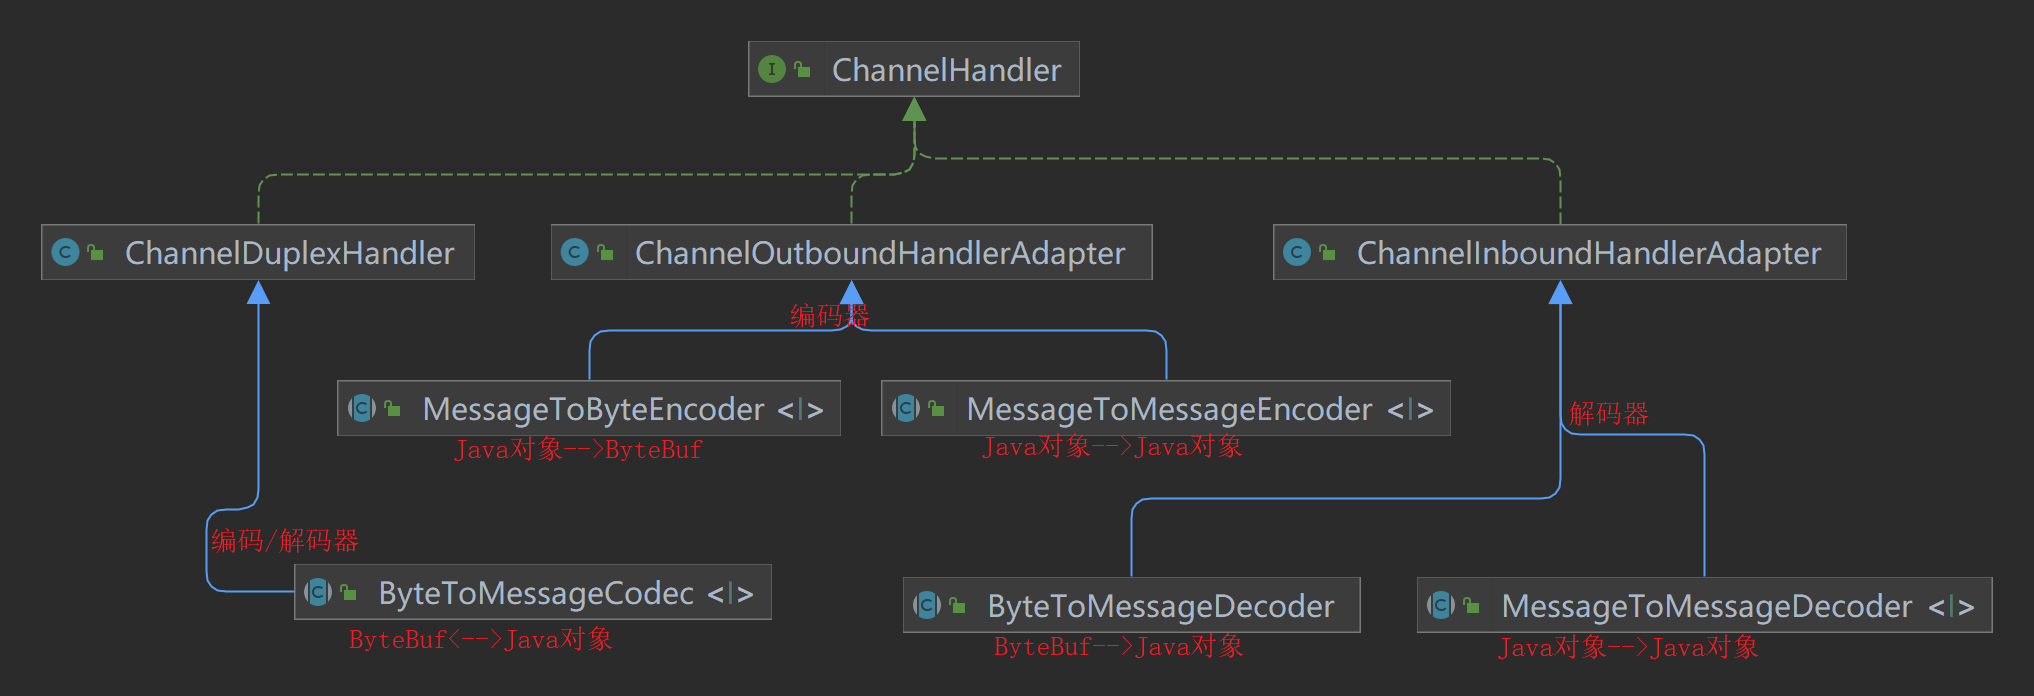 ChannelHandler
ChannelDuplexHandler
ChannelOutboundHandlerAdapter
ChannelInboundHandlerAdapter
编码器
MessageToByteEncoder <I>
MessageToMessageEncoder <I>
解码器
Java对象-->ByteBuf
Java对象-->Java对象
编码/解码器
ByteToMessageCodec <I>
ByteToMessageDecoder
MessageToMessageDecoder <I>
ByteBuf<-->Java对象
ByteBuf-->Java对象
Java对象-->Java对象